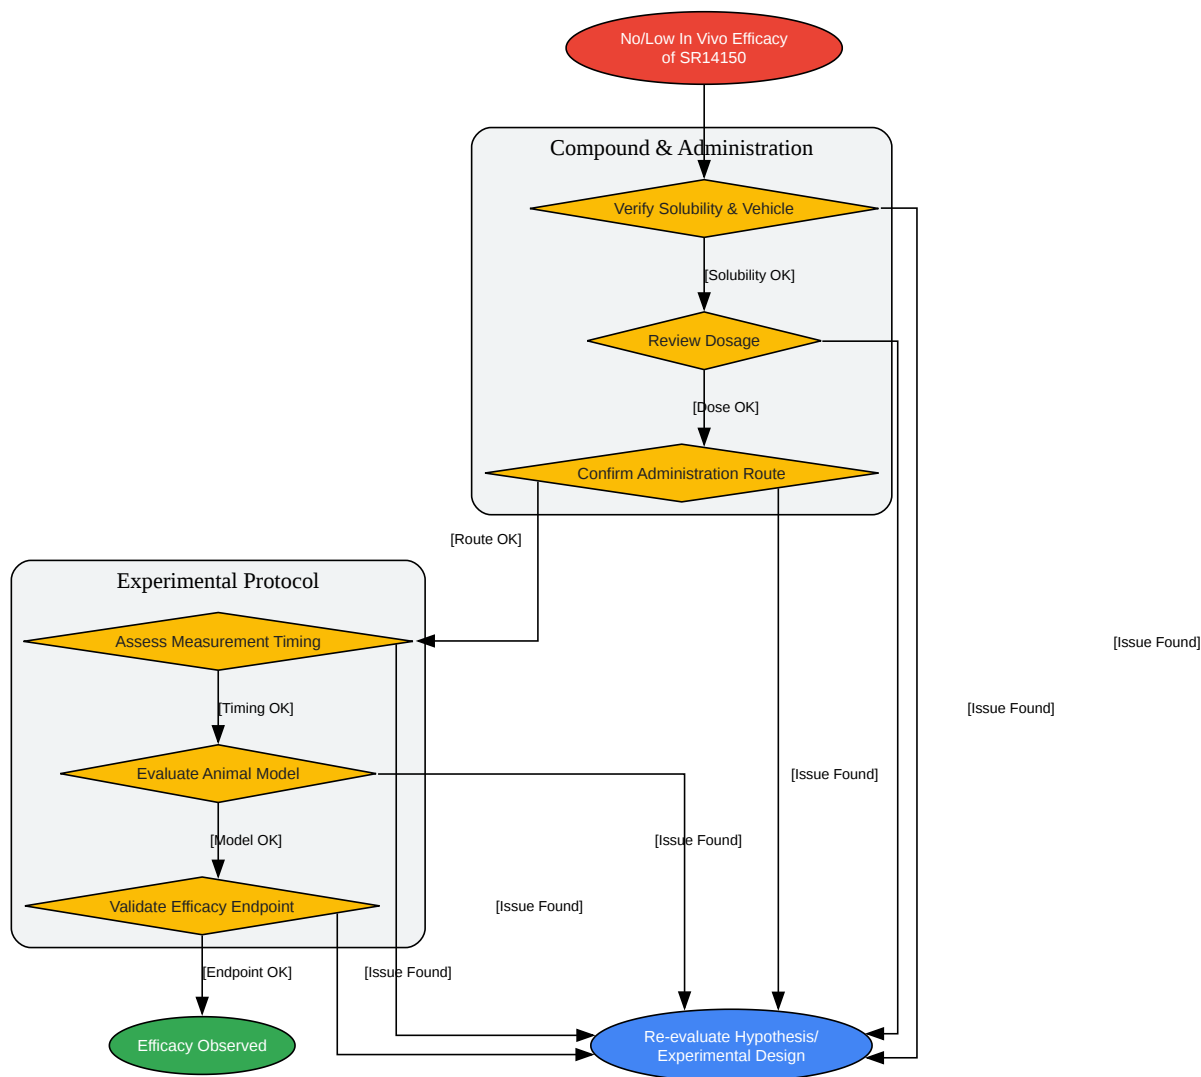 No/Low In Vivo Efficacy
of SR14150
Compound & Administration
Verify Solubility & Vehicle
[Solubility OK]
Review Dosage
[Dose OK]
Confirm Administration Route
[Route OK]
Experimental Protocol
Assess Measurement Timing
[Issue Found]
[Timing OK]
[Issue Found]
Evaluate Animal Model
[Issue Found]
[Model OK]
[Issue Found]
Validate Efficacy Endpoint
[Issue Found]
[Endpoint OK]
[Issue Found]
Efficacy Observed
Re-evaluate Hypothesis/
Experimental Design